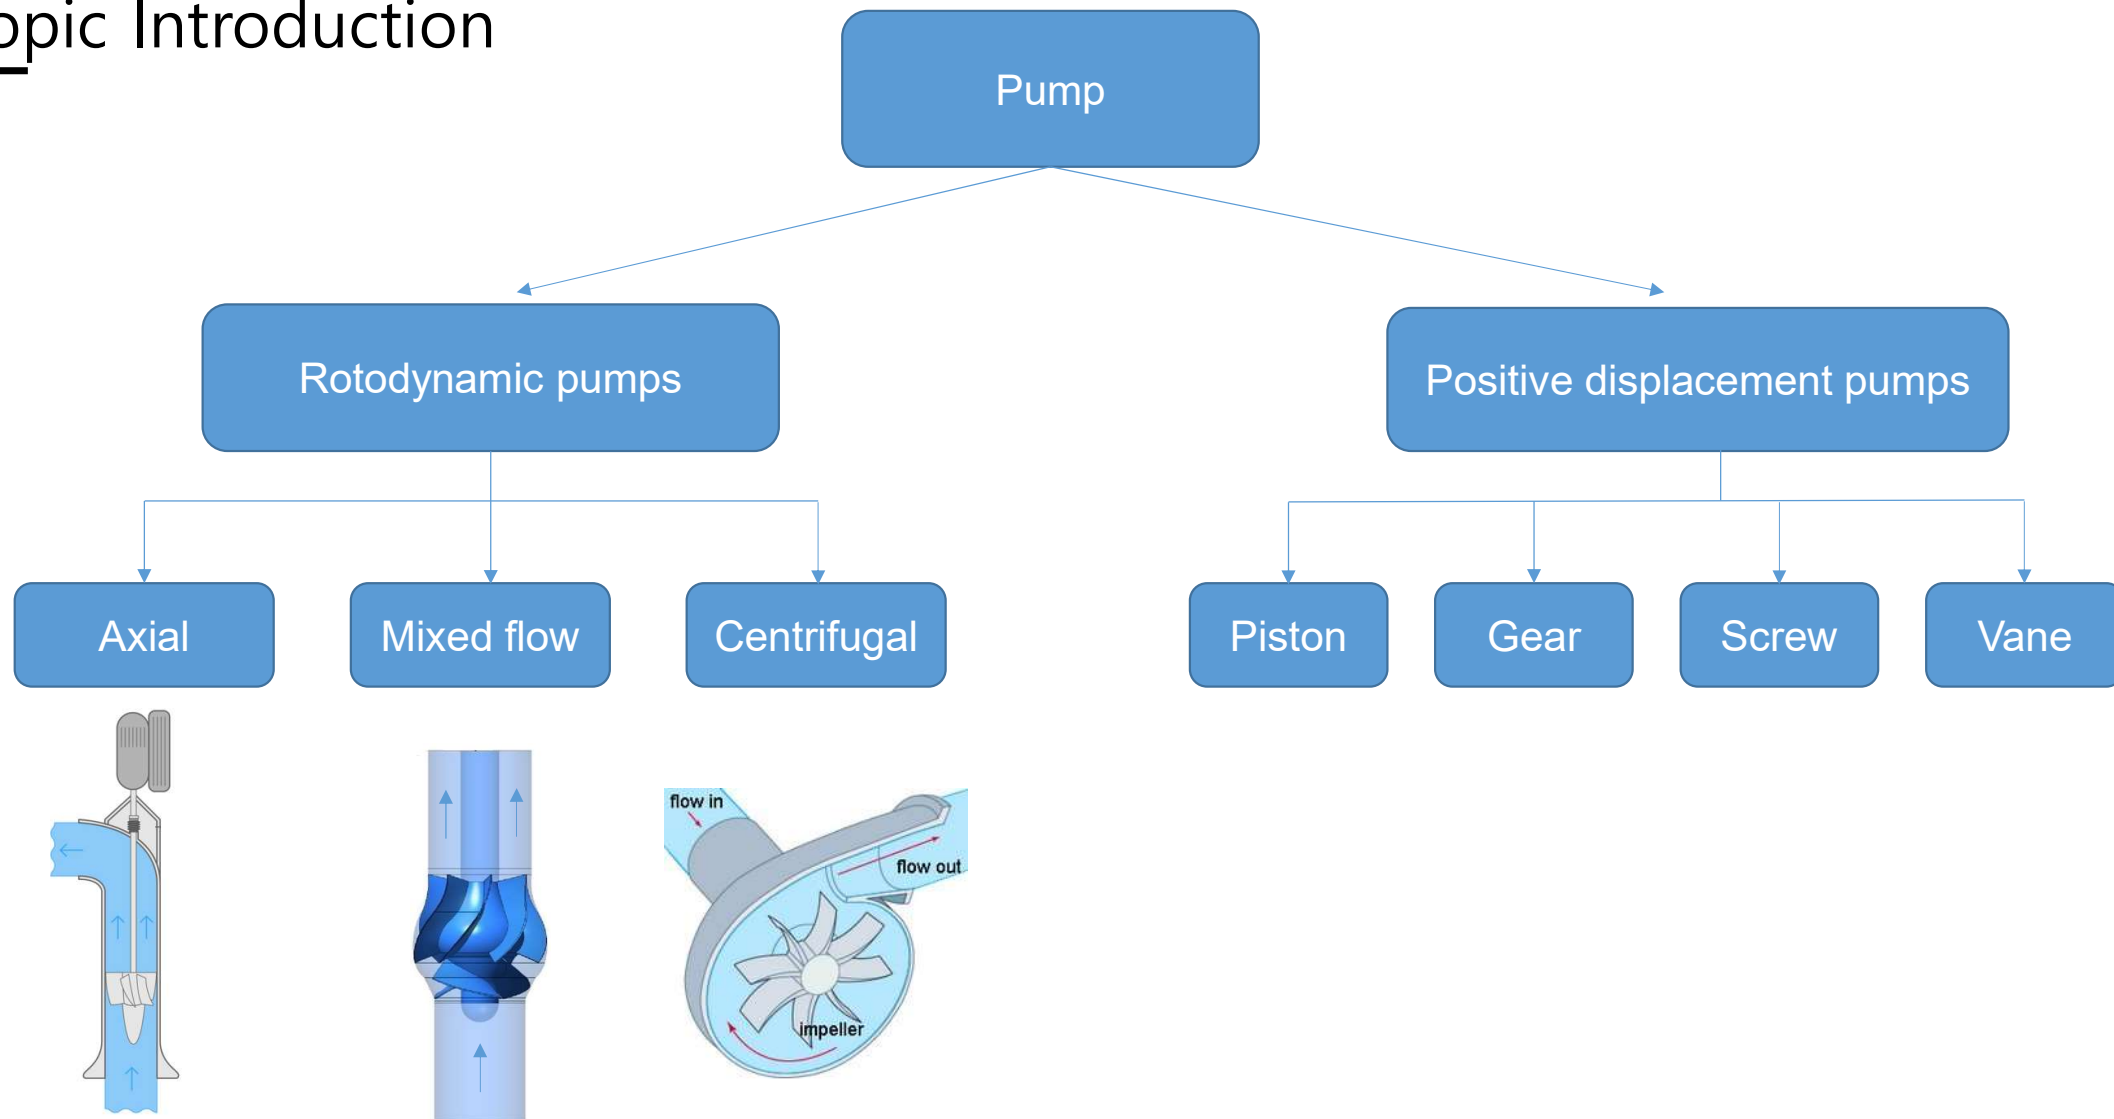 opic Introduction
Pump
Rotodynamic pumps
Positive displacement pumps
Axial
Mixed flow
Centrifugal
Piston
Gear
Screw
Vane
flow in
flow out
impeller